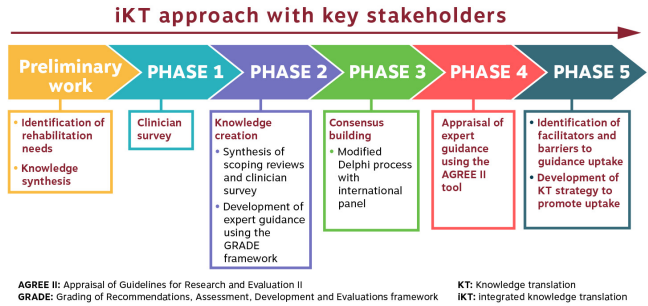 iKT approach with key stakeholders
Preliminary
work
PHASE 1
PHASE 2
PHASE 3
PHASE 4
PHASE 5
• Identification of
rehabilitation
needs
• Knowledge
synthesis
Clinician
survey
Knowledge
creation
• Synthesis of
scoping reviews
and clinician
survey
• Development of
expert guidance
using the
GRADE
framework
Consensus
building
• Modified
Delphi process
with
international
panel
Appraisal of
expert
guidance
using the
AGREE II
tool
• Identification of
facilitators and
barriers to
guidance uptake
• Development of
KT strategy to
promote uptake
AGREE II: Appraisal of Guidelines for Research and Evaluation II
GRADE: Grading of Recommendations, Assessment, Development and Evaluations framework
KT: Knowledge translation
iKT: integrated knowledge translation